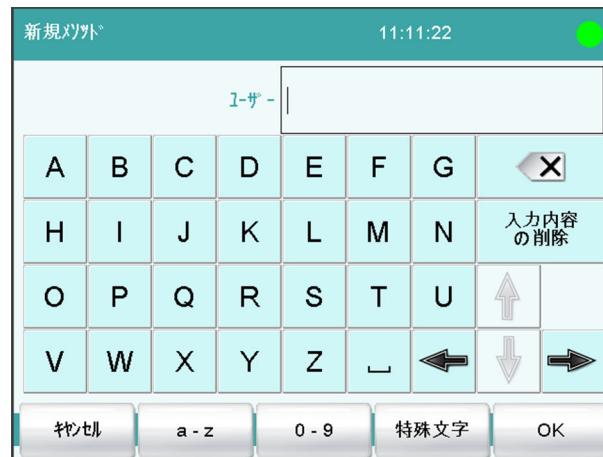 新規ﾒｿｯﾄﾞ 11:11:22
ﾕｰｻﾞｰ
A B C D E F G
H I J K L M N 入力内容
の削除
O P Q R S T U
V W X Y Z
ｷｬﾝｾﾙ a - z 0 - 9 特殊文字 OK